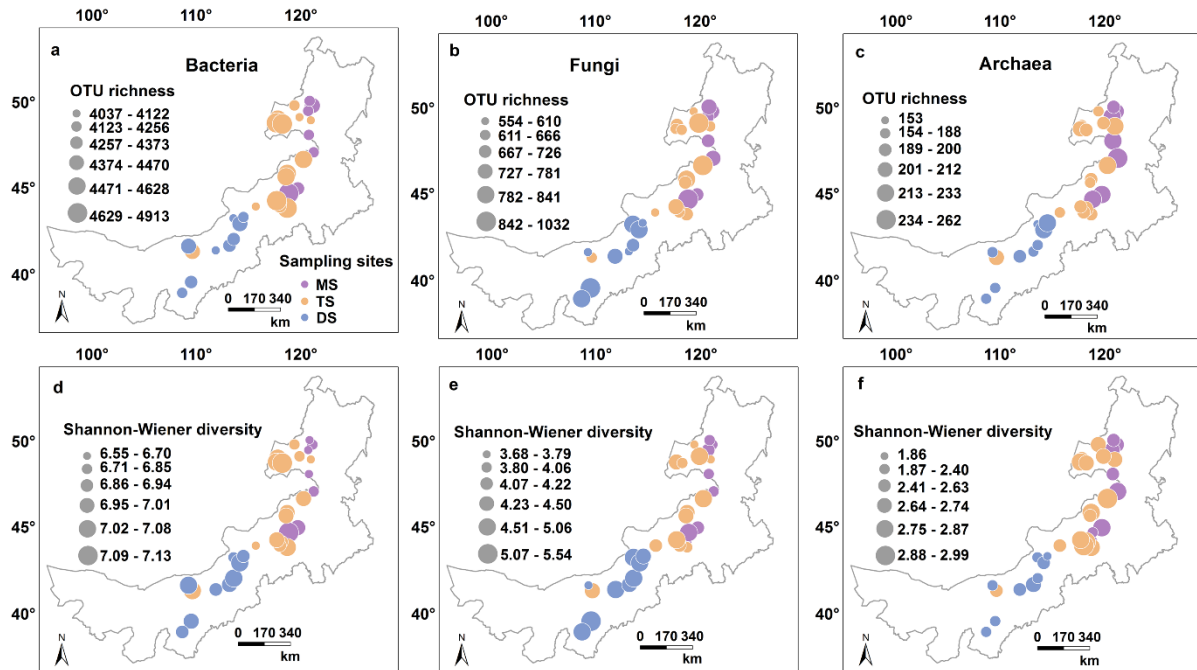 100° 110° 120° 100° 110° 120° 100° 110° 120°
a
Bacteria
OTU richness
4037 - 4122
4123 - 4256
4257 - 4373
4374 - 4470
4471 - 4628
4629 - 4913
50°
45°
40°
Sampling sites
MS
TS
DS
N
0 170 340
km
b
Fungi
OTU richness
554 - 610
611 - 666
667 - 726
727 - 781
782 - 841
842 - 1032
50°
45°
40°
N
0 170 340
km
c
Archaea
OTU richness
153
154 - 188
189 - 200
201 - 212
213 - 233
234 - 262
50°
45°
40°
N
0 170 340
km
100° 110° 120° 100° 110° 120° 100° 110° 120°
d
Shannon-Wiener diversity
6.55 - 6.70
6.71 - 6.85
6.86 - 6.94
6.95 - 7.01
7.02 - 7.08
7.09 - 7.13
50°
45°
40°
N
0 170 340
km
e
Shannon-Wiener diversity
3.68 - 3.79
3.80 - 4.06
4.07 - 4.22
4.23 - 4.50
4.51 - 5.06
5.07 - 5.54
50°
45°
40°
N
0 170 340
km
f
Shannon-Wiener diversity
1.86
1.87 - 2.40
2.41 - 2.63
2.64 - 2.74
2.75 - 2.87
2.88 - 2.99
50°
45°
40°
N
0 170 340
km